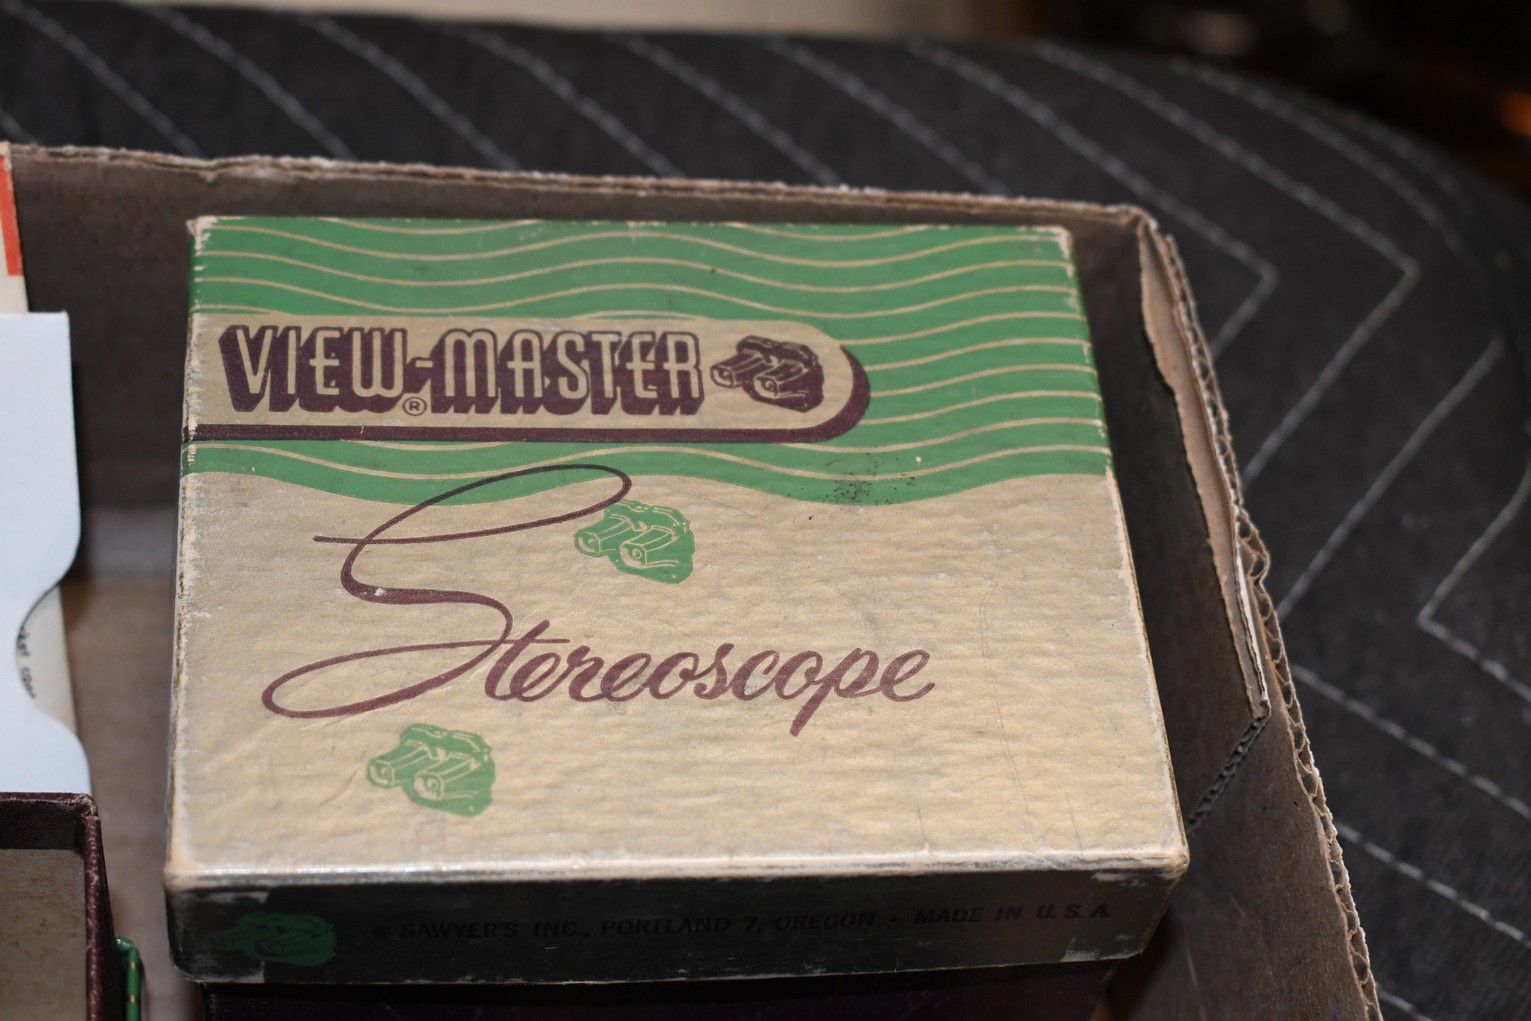 VIEW-MASTER
®
Stereoscope
© SAWYER'S INC., PORTLAND 7, OREGON • MADE IN U.S.A.